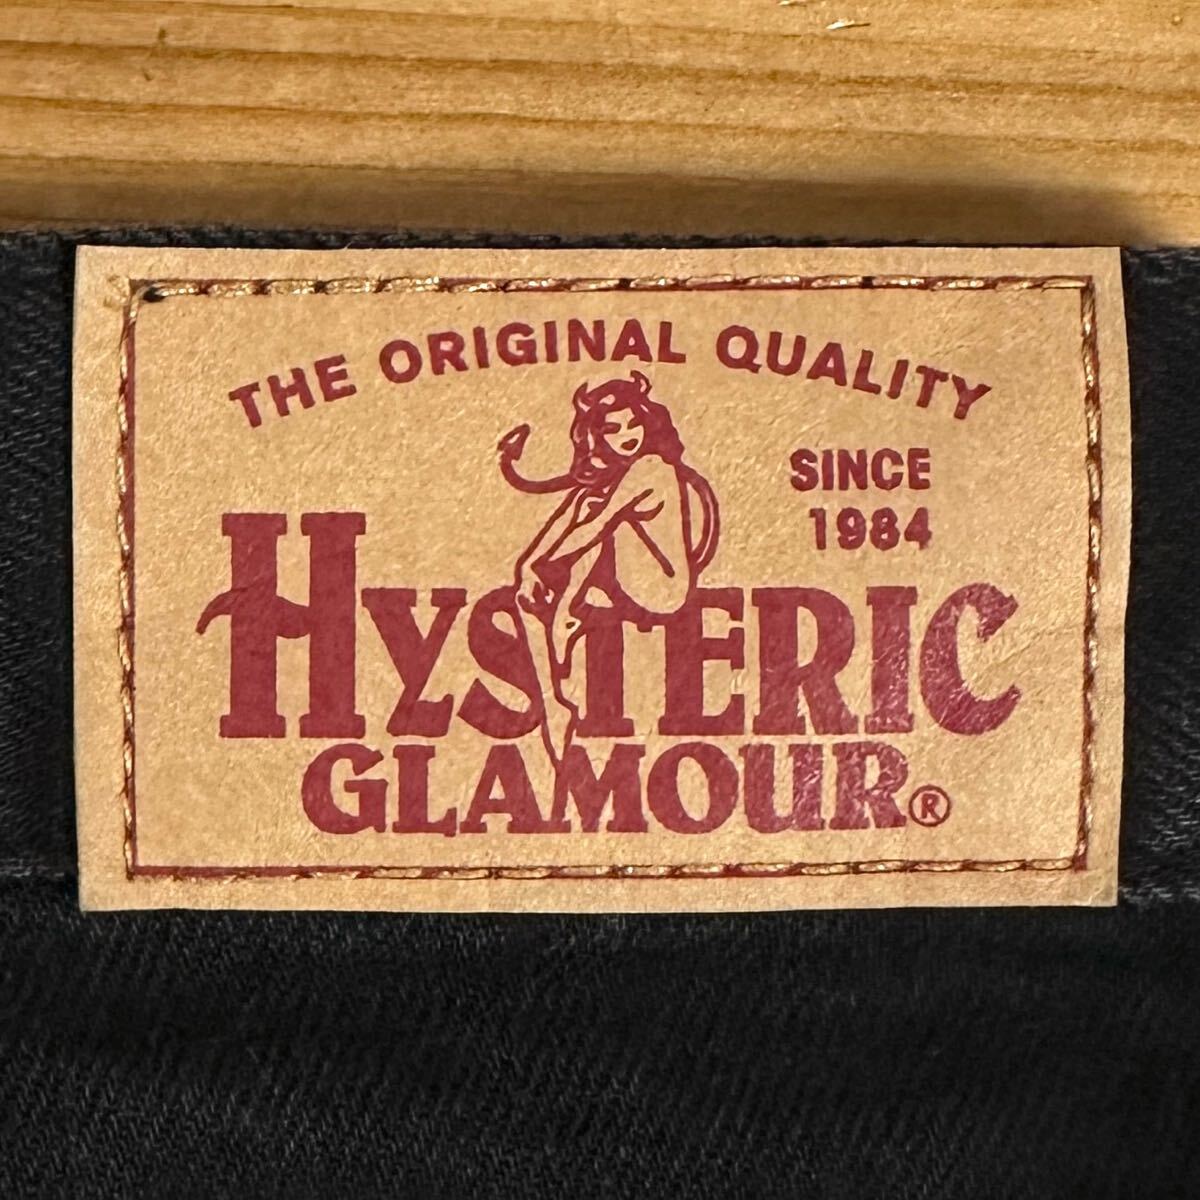 THE ORIGINAL QUALITY
SINCE
1984
HYSTERIC
GLAMOUR®